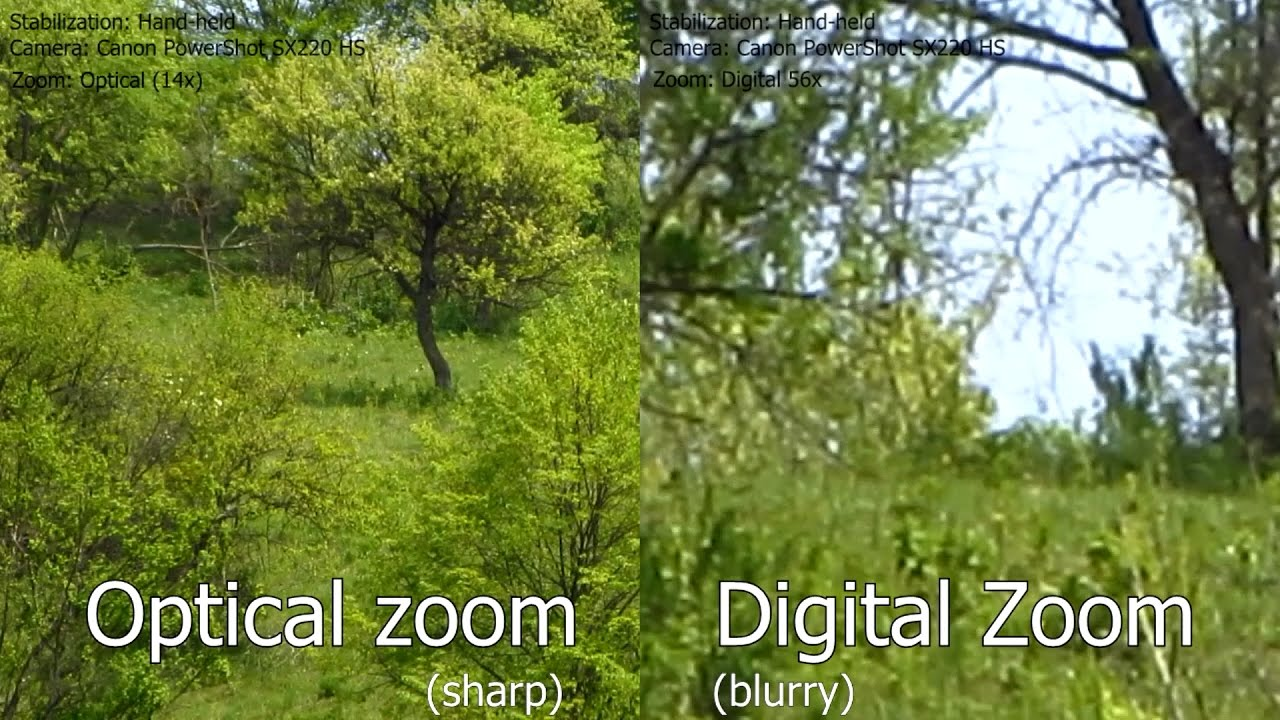 Stabilization: Hand-held
Camera: Canon PowerShot SX220 HS
Zoom: Optical (14x)
Optical zoom
(sharp)
Stabilization: Hand-held
Camera: Canon PowerShot SX220 HS
Zoom: Digital 56x
Digital Zoom
(blurry)